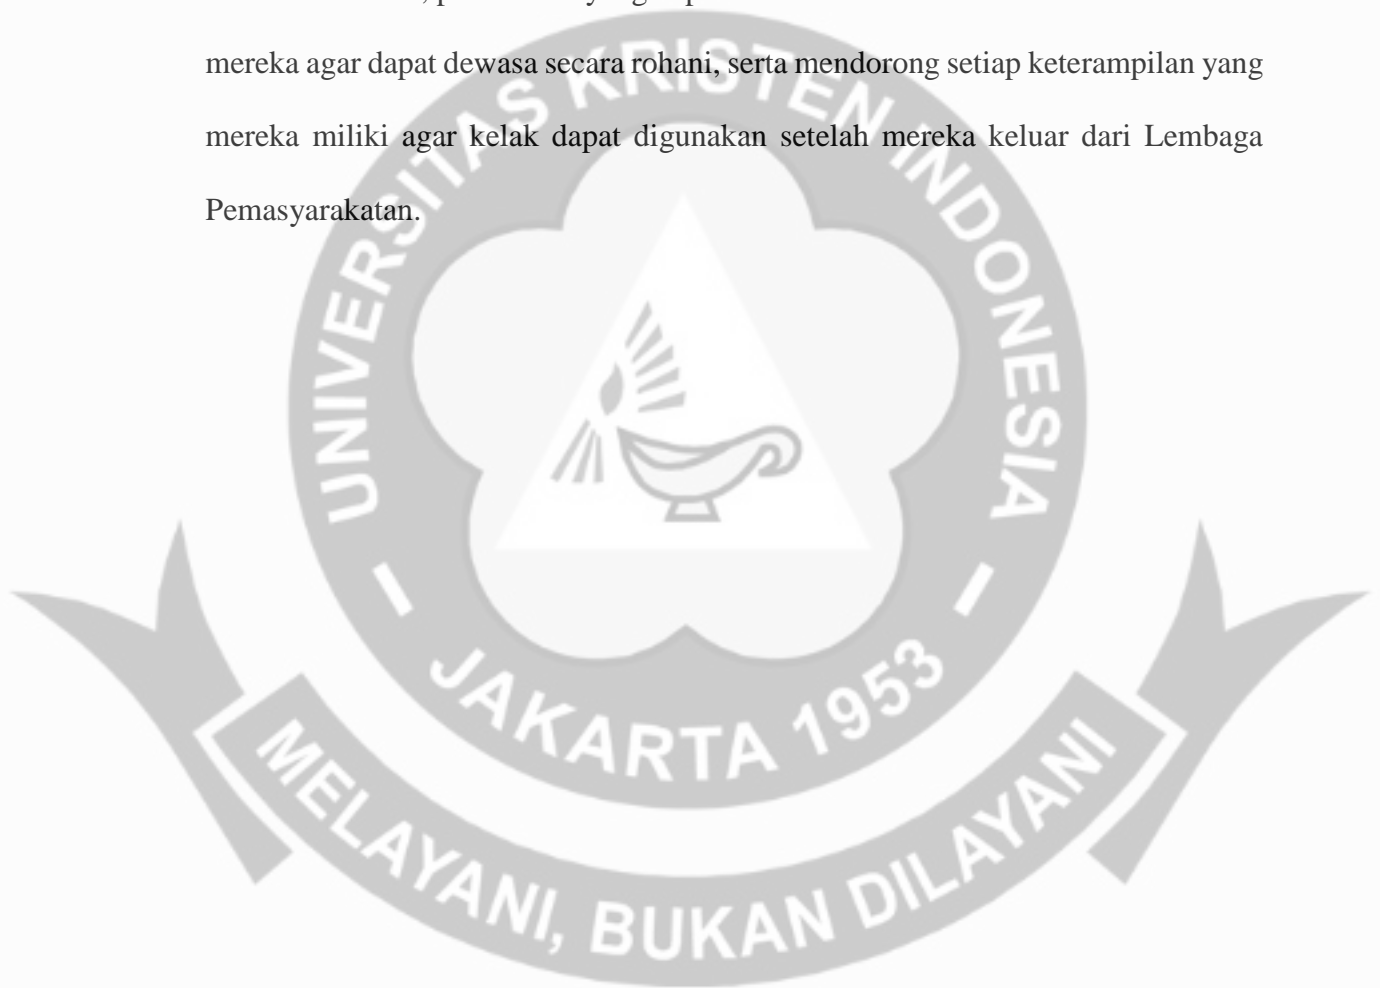 mereka agar dapat dewasa secara rohani, serta mendorong setiap keterampilan yang
mereka miliki agar kelak dapat digunakan setelah mereka keluar dari Lembaga
Pemasyarakatan.
UNIVERSITAS KRISTEN INDONESIA
JAKARTA 1953
MELAYANI, BUKAN DILAYANI